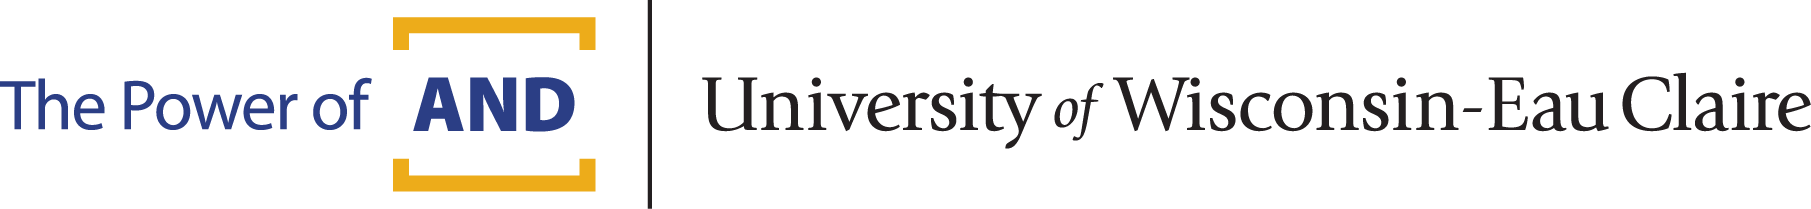 The Power of AND
University of Wisconsin-Eau Claire